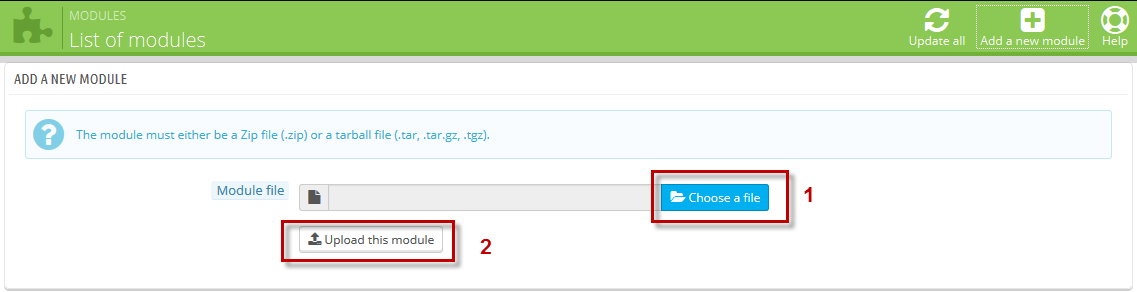 MODULES
List of modules
Update all
Add a new module
Help
ADD A NEW MODULE
The module must either be a Zip file (.zip) or a tarball file (.tar, .tar.gz, .tgz).
Module file
Choose a file
1
Upload this module
2